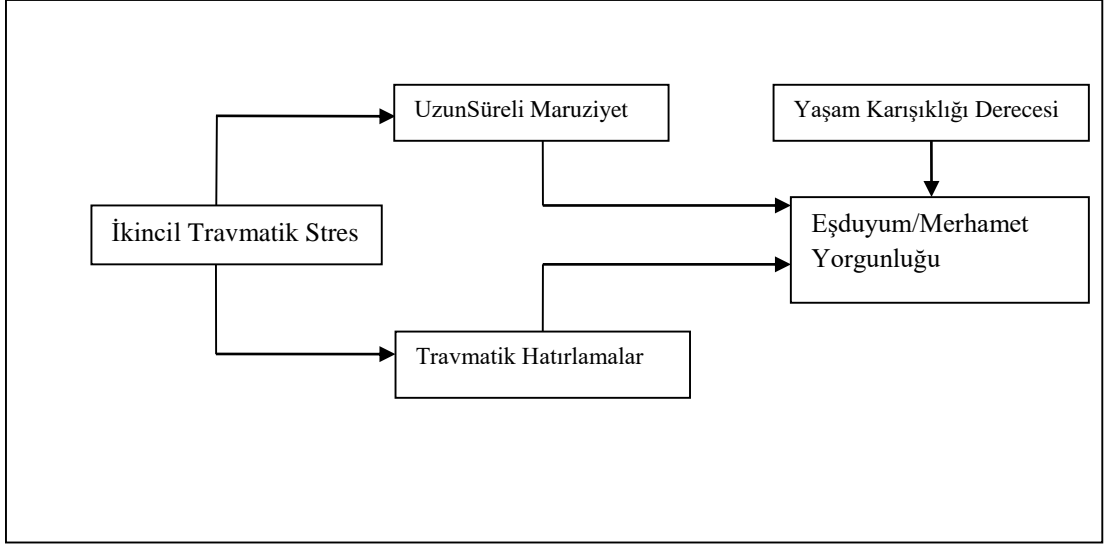 UzunSüreli Maruziyet
Yaşam Karışıklığı Derecesi
İkincil Travmatik Stres
Eşduyum/Merhamet
Yorgunluğu
Travmatik Hatırlamalar